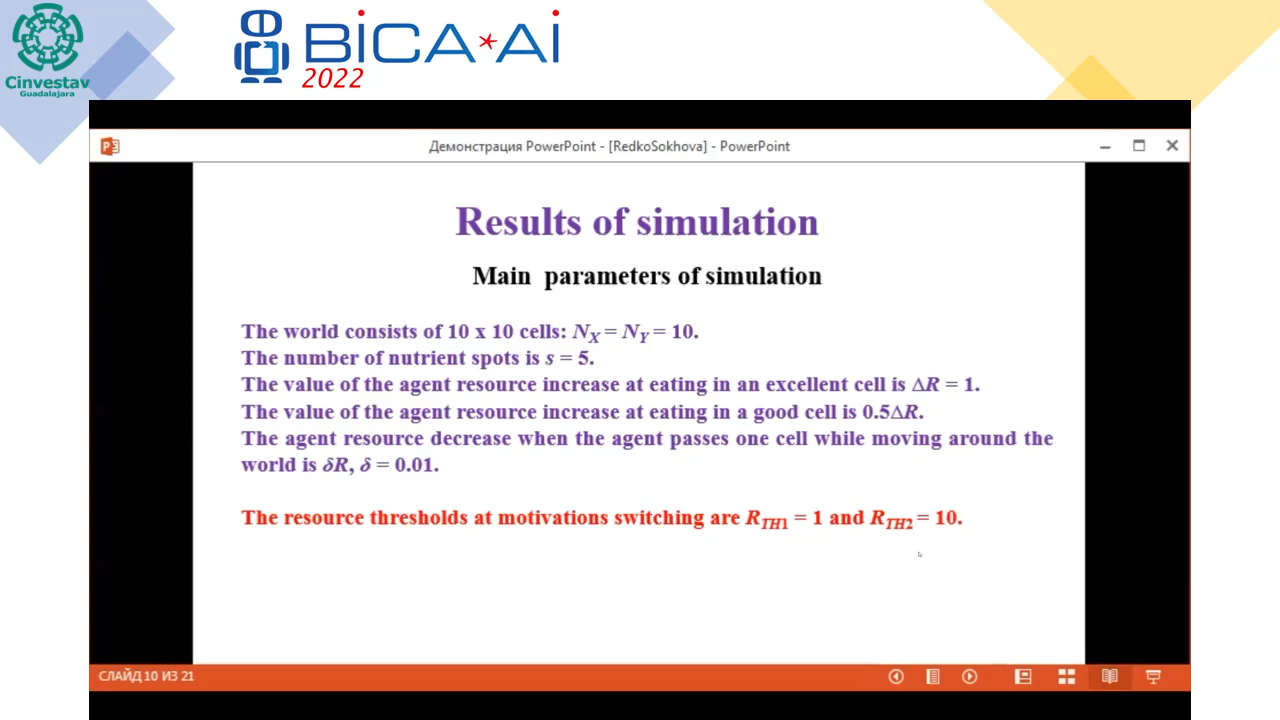 Cinvestav
Guadalajara
BiCA*Ai
2022
Демонстрация PowerPoint - [RedkoSokhova] - PowerPoint
Results of simulation
Main parameters of simulation
The world consists of 10 x 10 cells: NX = NY = 10.
The number of nutrient spots is s = 5.
The value of the agent resource increase at eating in an excellent cell is ΔR = 1.
The value of the agent resource increase at eating in a good cell is 0.5ΔR.
The agent resource decrease when the agent passes one cell while moving around the
world is δR, δ = 0.01.
The resource thresholds at motivations switching are RTH1 = 1 and RTH2 = 10.
СЛАЙД 10 ИЗ 21